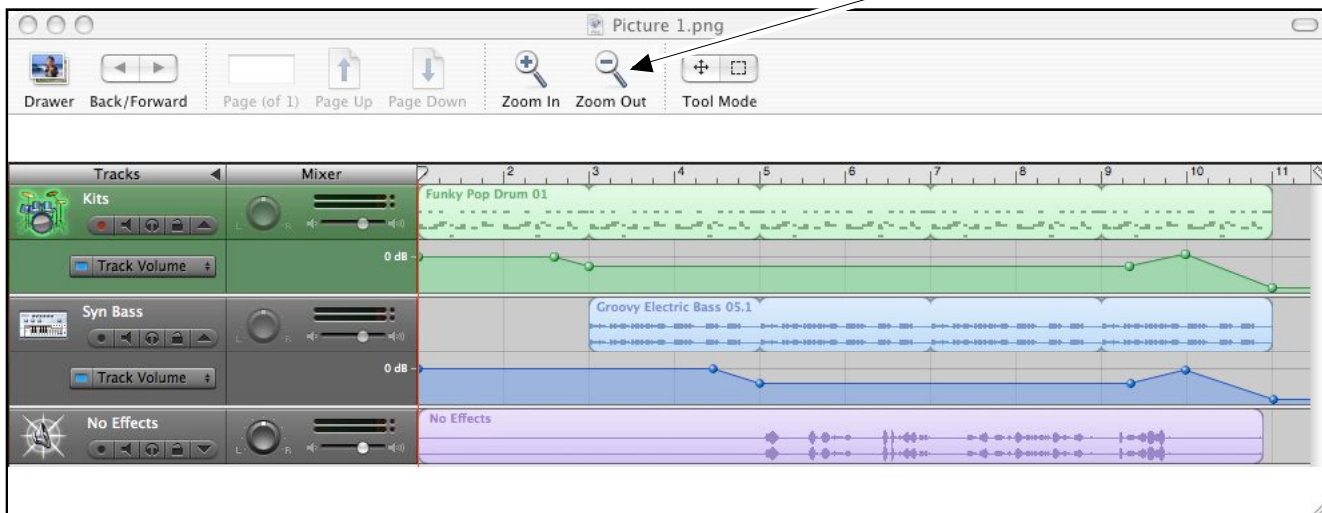 Picture 1.png
Drawer Back/Forward Page (of 1) Page Up Page Down Zoom In Zoom Out Tool Mode
Tracks Mixer 2 3 4 5 6 7 8 9 10 11
Kits Funky Pop Drum 01
L R
Track Volume 0 dB
Syn Bass Groovy Electric Bass 05.1
L R
Track Volume 0 dB
No Effects No Effects
L R